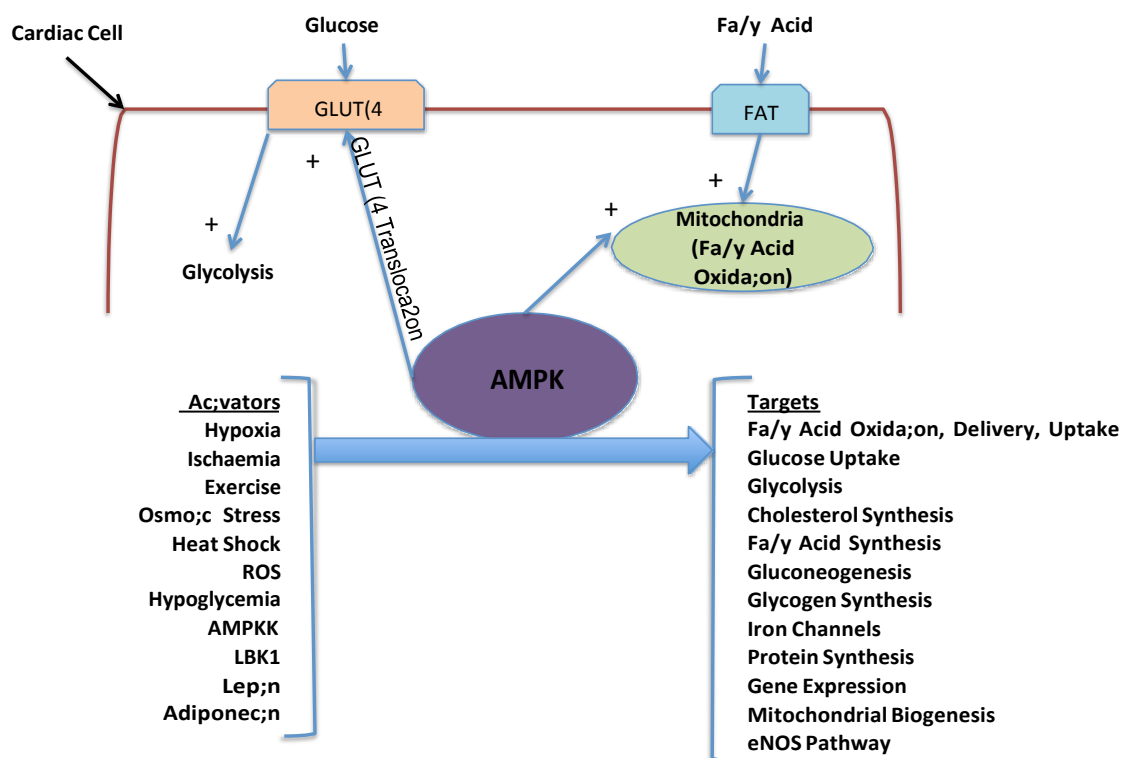 Cardiac Cell
Glucose
Fa/y Acid
GLUT(4
FAT
+
GLUT (4 Transloca2on
+
+
+
Glycolysis
Mitochondria
(Fa/y Acid
Oxida;on)
AMPK
Ac;vators
Hypoxia
Ischaemia
Exercise
Osmo;c Stress
Heat Shock
ROS
Hypoglycemia
AMPKK
LBK1
Lep;n
Adiponec;n
Targets
Fa/y Acid Oxida;on, Delivery, Uptake
Glucose Uptake
Glycolysis
Cholesterol Synthesis
Fa/y Acid Synthesis
Gluconeogenesis
Glycogen Synthesis
Iron Channels
Protein Synthesis
Gene Expression
Mitochondrial Biogenesis
eNOS Pathway